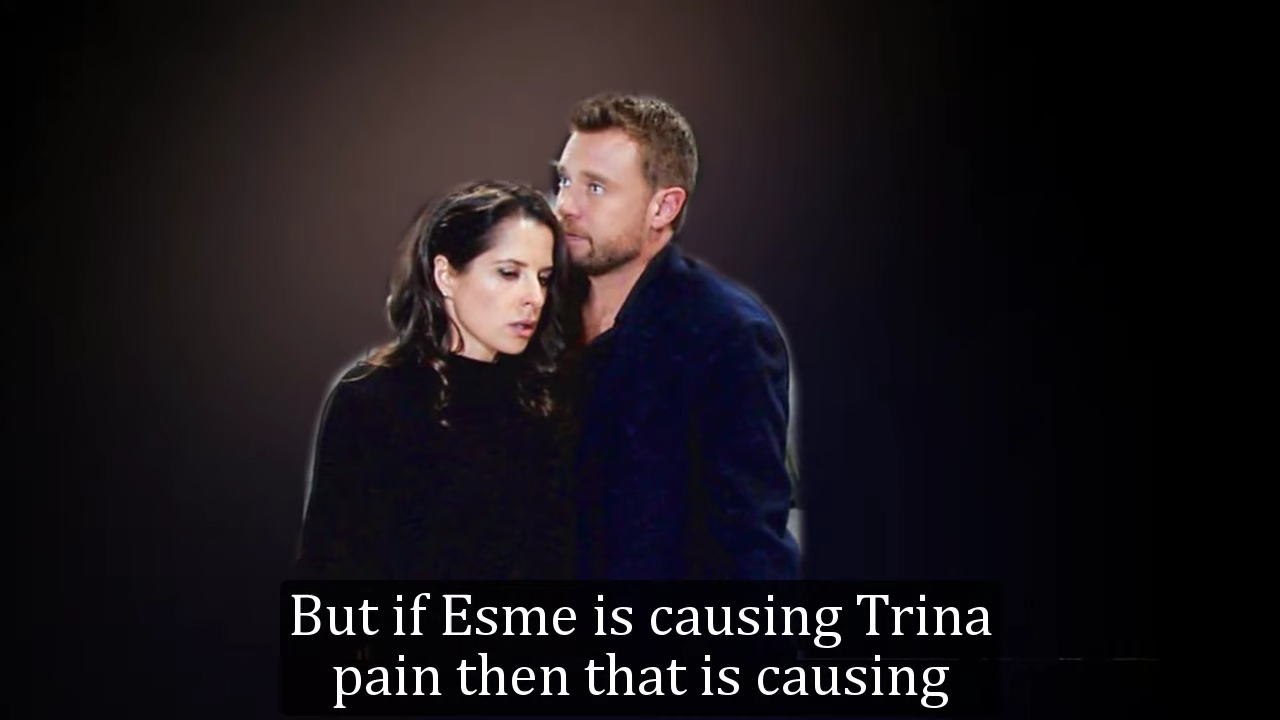 But if Esme is causing Trina
pain then that is causing